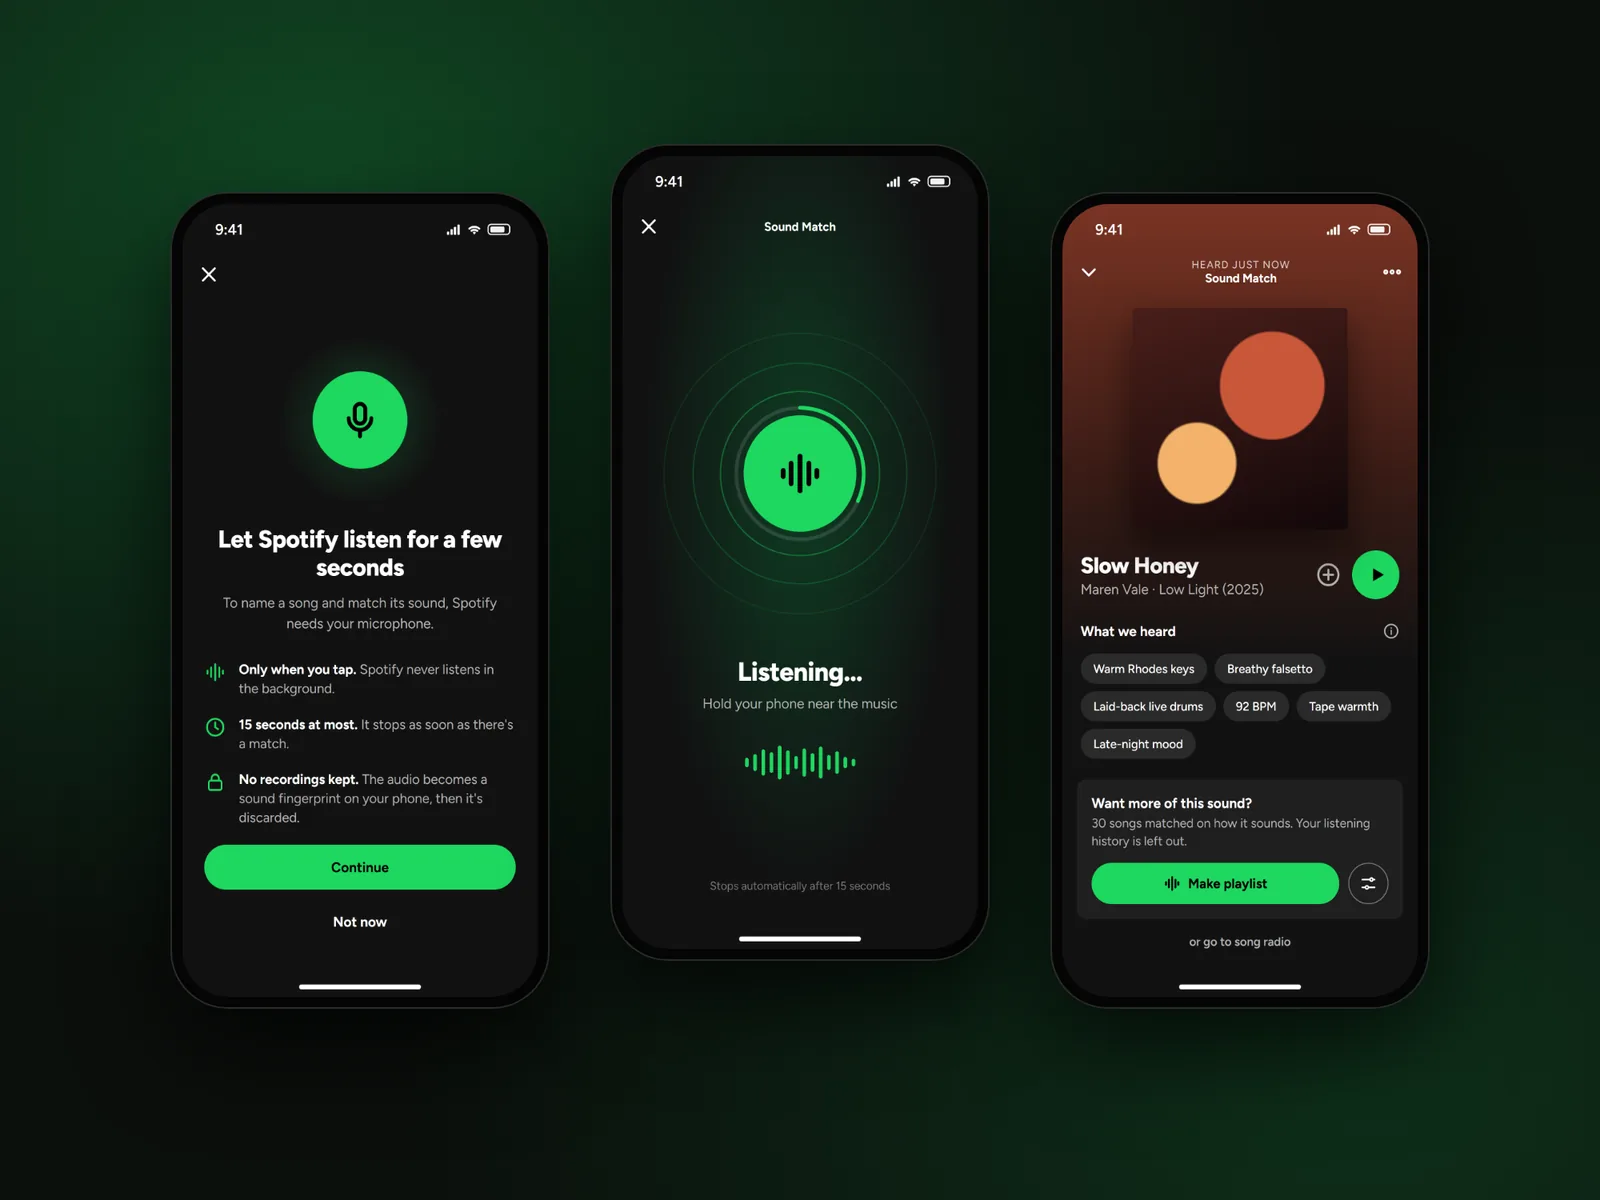 9:41
Let Spotify listen for a few
seconds
To name a song and match its sound, Spotify
needs your microphone.
Only when you tap. Spotify never listens in
the background.
15 seconds at most. It stops as soon as there's
a match.
No recordings kept. The audio becomes a
sound fingerprint on your phone, then it's
discarded.
Continue
Not now
9:41
Sound Match
Listening...
Hold your phone near the music
Stops automatically after 15 seconds
9:41
HEARD JUST NOW
Sound Match
Slow Honey
Maren Vale · Low Light (2025)
What we heard
Warm Rhodes keys Breathy falsetto
Laid-back live drums 92 BPM Tape warmth
Late-night mood
Want more of this sound?
30 songs matched on how it sounds. Your listening
history is left out.
Make playlist
or go to song radio